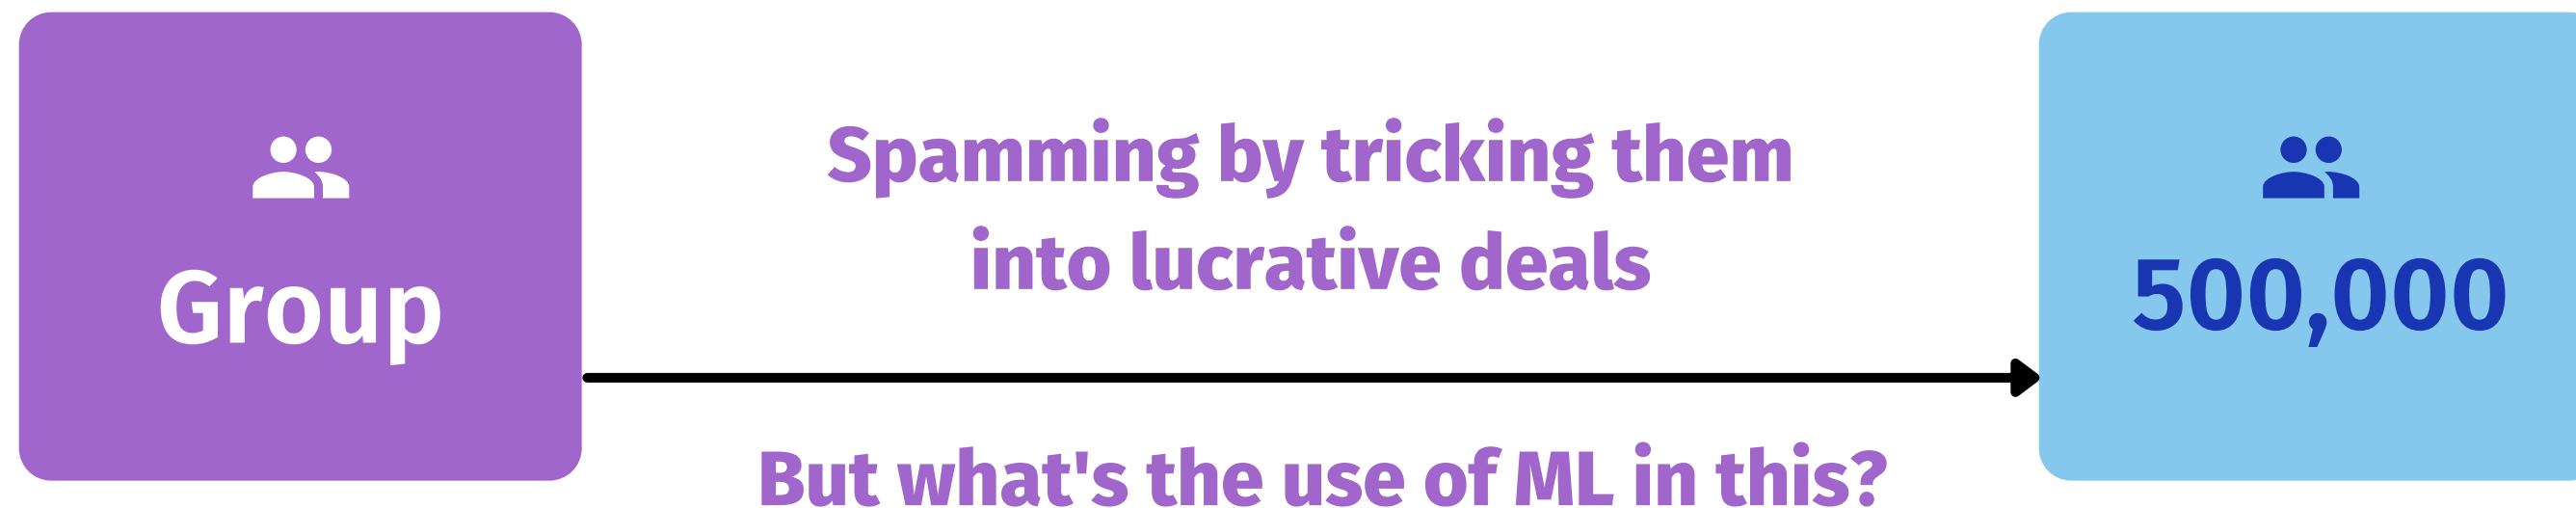 Group
Spamming by tricking them
into lucrative deals
But what's the use of ML in this?
500,000